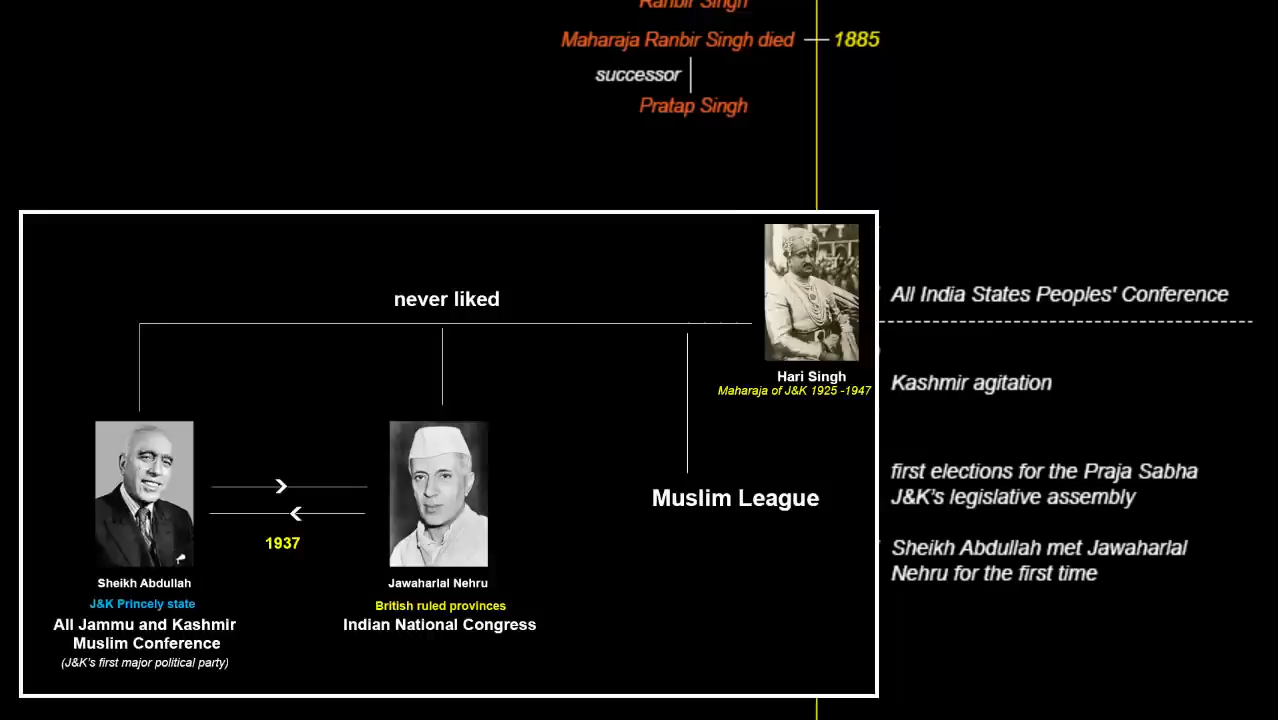 Ranbir Singh
Maharaja Ranbir Singh died
1885
successor
Pratap Singh
never liked
Hari Singh
Maharaja of J&K 1925 -1947
All India States Peoples' Conference
Kashmir agitation
first elections for the Praja Sabha
J&K's legislative assembly
Sheikh Abdullah met Jawaharlal
Nehru for the first time
1937
Muslim League
Sheikh Abdullah
J&K Princely state
All Jammu and Kashmir
Muslim Conference
(J&K's first major political party)
Jawaharlal Nehru
British ruled provinces
Indian National Congress